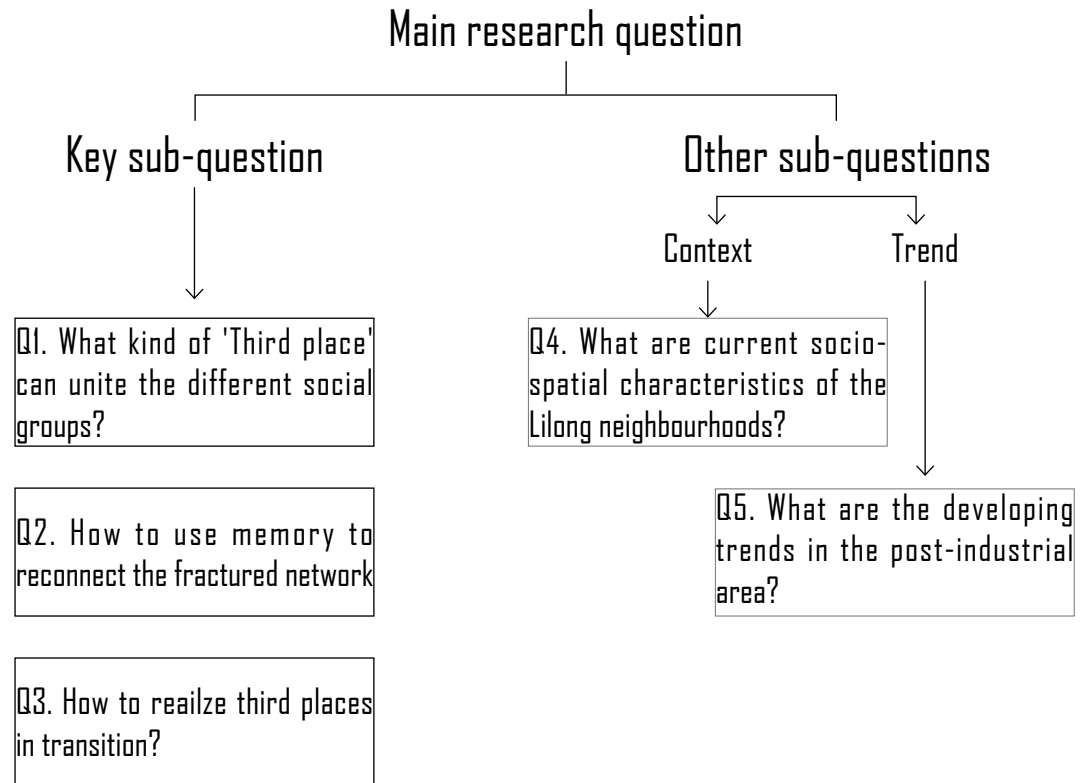 Main research question
Key sub-question
Other sub-questions
Context
Trend
Q1. What kind of 'Third place'
can unite the different social
groups?
Q4. What are current socio-
spatial characteristics of the
Lilong neighbourhoods?
Q2. How to use memory to
reconnect the fractured network
Q5. What are the developing
trends in the post-industrial
area?
Q3. How to reailze third places
in transition?